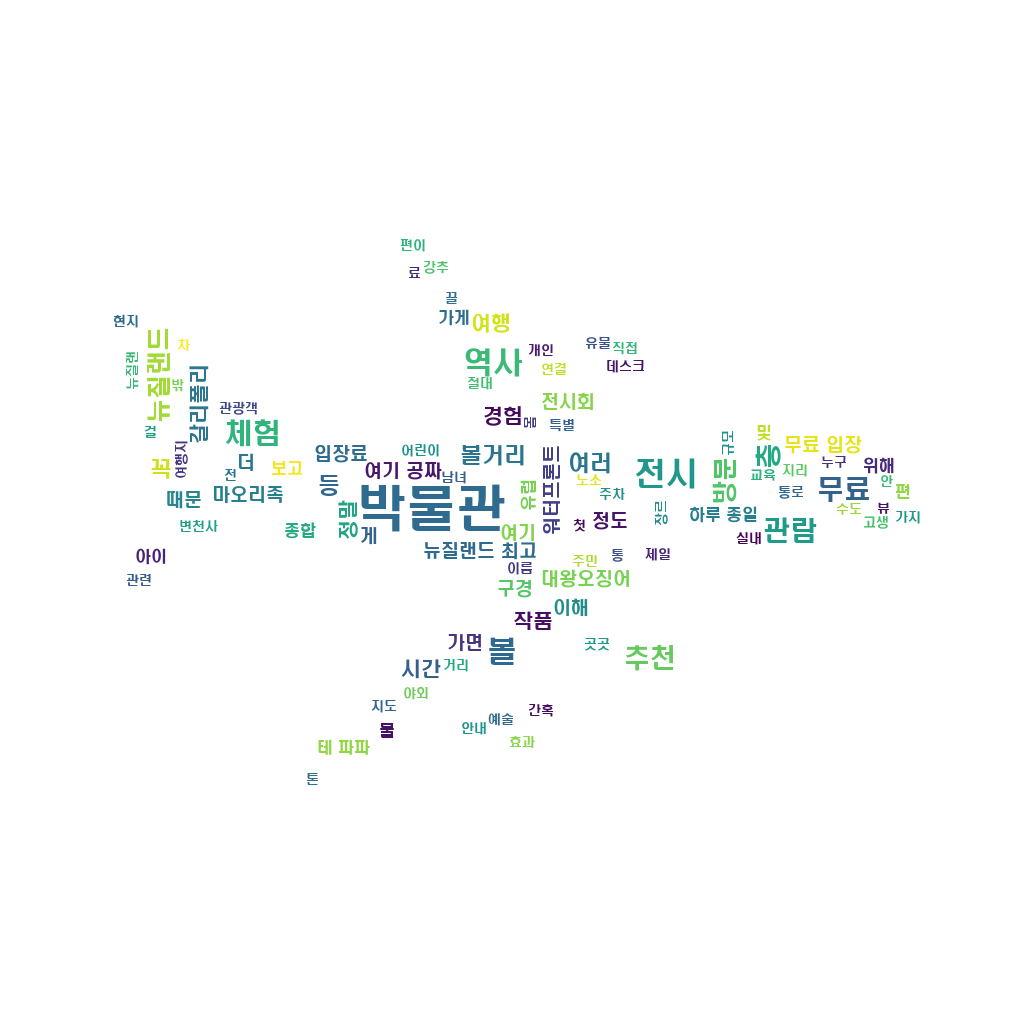 편이
료
강추
끌
가게
여행
현지
뉴질랜드
차
뉴질랜
밖
갈리폴리
걸
관광객
체험
역사
개인
유물
직접
연결
데스크
절대
전시회
경험
몸
특별
꼭
여행지
더
전
보고
입장료
어린이
볼거리
여러
및
무료 입장
규모
층
누구
위해
때문
마오리족
등
여기 공짜
남녀
박물관
유럽
워터프론트
노소
주차
전시
방문
교육
지리
통로
무료
안
편
변천사
종합
정말
게
여기
첫
정도
장르
하루 종일
수도
뷰
고생
가지
관람
실내
아이
관련
뉴질랜드 최고
이름
구경
대왕오징어
주민
통
제일
작품
이해
가면
볼
곳곳
추천
시간
거리
야외
지도
물
안내
예술
간혹
효과
테 파파
톤